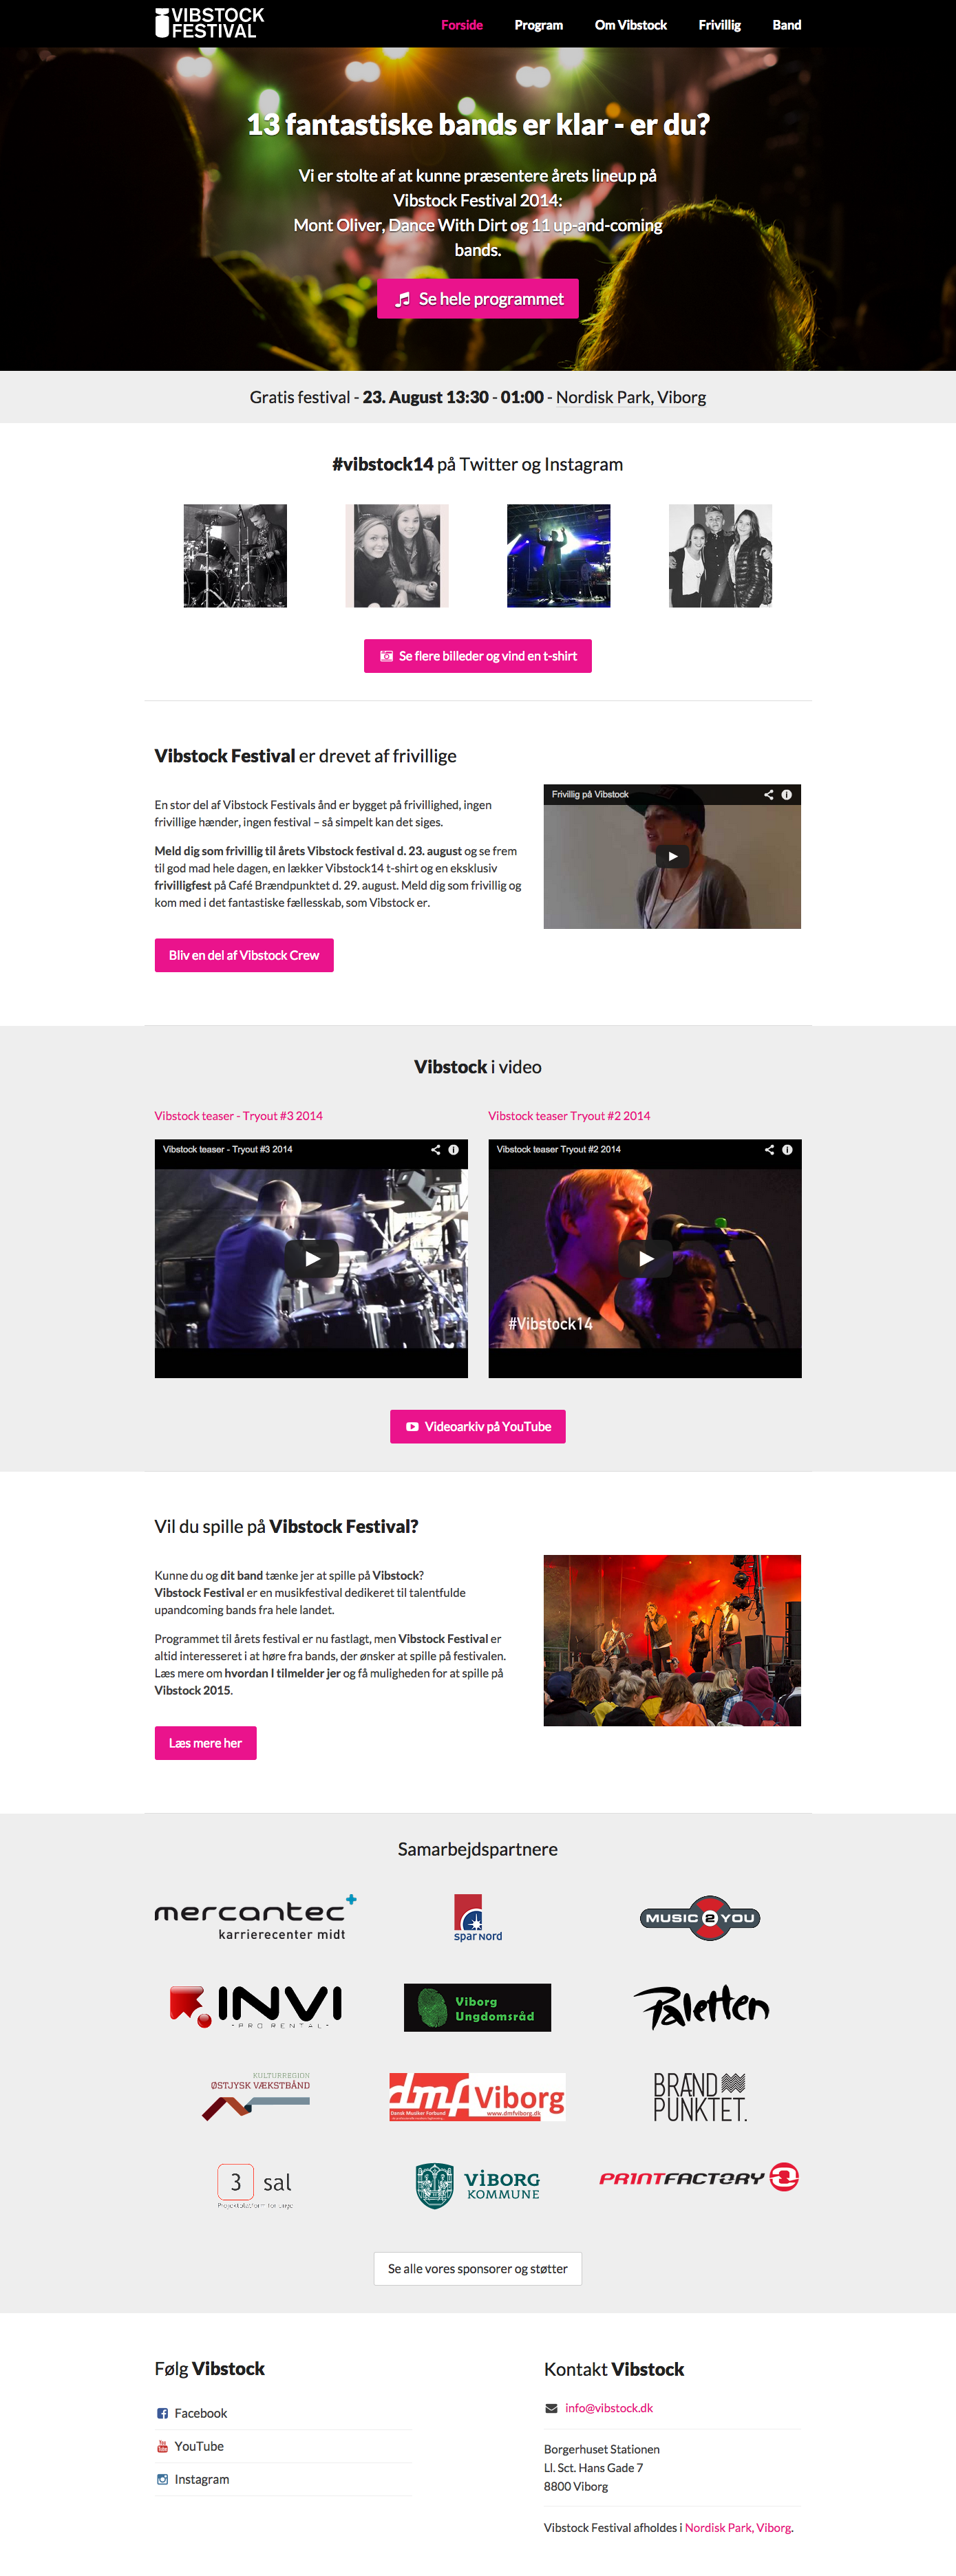 VIBSTOCK
FESTIVAL
Forside Program Om Vibstock Frivillig Band
13 fantastiske bands er klar - er du?
Vi er stolte af at kunne præsentere årets lineup på
Vibstock Festival 2014:
Mont Oliver, Dance With Dirt og 11 up-and-coming
bands.
Se hele programmet
Gratis festival - 23. August 13:30 - 01:00 - Nordisk Park, Viborg
#vibstock14 på Twitter og Instagram
Se flere billeder og vind en t-shirt
Vibstock Festival er drevet af frivillige
En stor del af Vibstock Festivals ånd er bygget på frivillighed, ingen
frivillige hænder, ingen festival – så simpelt kan det siges.
Meld dig som frivillig til årets Vibstock festival d. 23. august og se frem
til god mad hele dagen, en lækker Vibstock14 t-shirt og en eksklusiv
frivilligfest på Café Brændpunktet d. 29. august. Meld dig som frivillig og
kom med i det fantastiske fællesskab, som Vibstock er.
Frivillig på Vibstock
Bliv en del af Vibstock Crew
Vibstock i video
Vibstock teaser - Tryout #3 2014
Vibstock teaser Tryout #2 2014
Vibstock teaser - Tryout #3 2014
Vibstock teaser Tryout #2 2014
#Vibstock14
Videoarkiv på YouTube
Vil du spille på Vibstock Festival?
Kunne du og dit band tænke jer at spille på Vibstock?
Vibstock Festival er en musikfestival dedikeret til talentfulde
upandcoming bands fra hele landet.
Programmet til årets festival er nu fastlagt, men Vibstock Festival er
altid interesseret i at høre fra bands, der ønsker at spille på festivalen.
Læs mere om hvordan I tilmelder jer og få muligheden for at spille på
Vibstock 2015.
Læs mere her
Samarbejdspartnere
mercantec
karrierecenter midt
spar nord
MUSIC 2 YOU
INVI
PRO RENTAL
Viborg
Ungdomsråd
Paletten
KULTURREGION
ØSTJYSK VÆKSTBÅND
dmf Viborg
Dansk Musiker Forbund
www.dmfviborg.dk
BRÆND
PUNKTET.
3 sal
Projektplatform for unge
VIBORG
KOMMUNE
PRINTFACTORY
Se alle vores sponsorer og støtter
Følg Vibstock
Facebook
YouTube
Instagram
Kontakt Vibstock
info@vibstock.dk
Borgerhuset Stationen
Ll. Sct. Hans Gade 7
8800 Viborg
Vibstock Festival afholdes i Nordisk Park, Viborg.